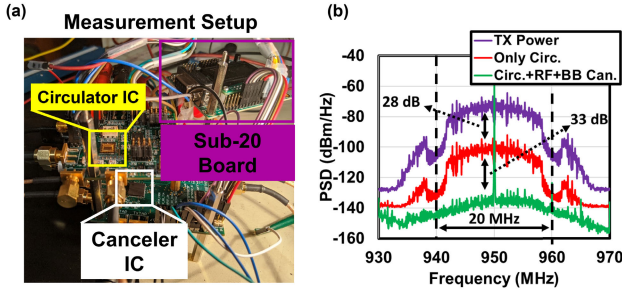 (a)
Measurement Setup
Circulator IC
Sub-20
Board
Canceler
IC
(b)
TX Power
Only Circ.
Circ.+RF+BB Can.
PSD (dBm/Hz)
-40
-60
-80
-100
-120
-140
-160
28 dB
33 dB
20 MHz
930
940
950
960
970
Frequency (MHz)